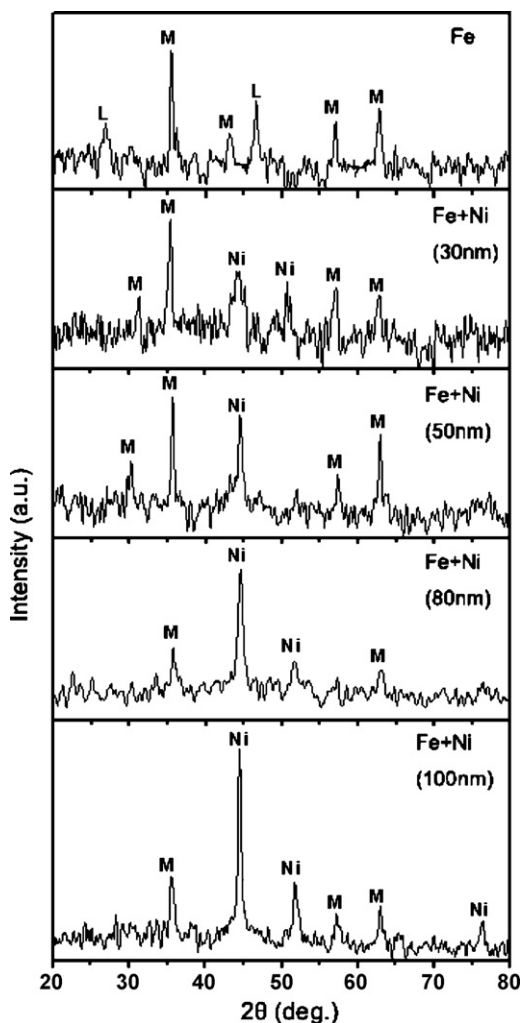 Fe
M
L
M
L
M
M
Fe+Ni
(30nm)
M
M
Ni
Ni
M
M
Fe+Ni
(50nm)
M
M
Ni
M
M
Fe+Ni
(80nm)
M
Ni
Ni
M
Fe+Ni
(100nm)
M
Ni
Ni
M
M
Ni
Intensity (a.u.)
20 30 40 50 60 70 80
2θ (deg.)